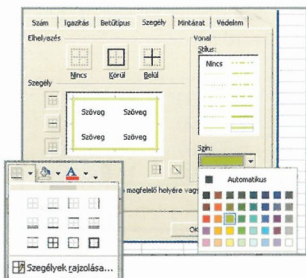 Szám Igazítás Betűtípus Szegély Mintázat Védelem
Elhelyezés
Nincs Körül Belül
Szegély
Szöveg Szöveg
Szöveg Szöveg
Vonal
Stílus:
Nincs
Szín:
Automatikus
megfelelő helyére
Szegélyek rajzolása...